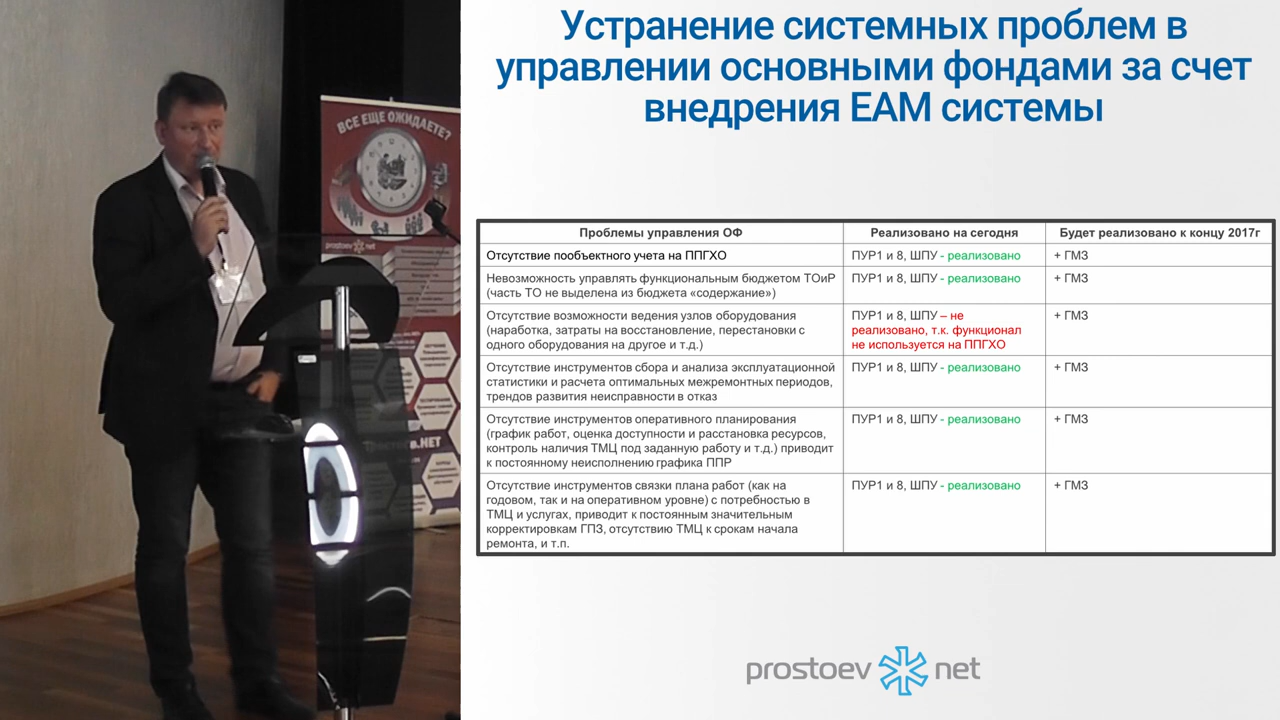 Устранение системных проблем в
управлении основными фондами за счет
внедрения ЕАМ системы
Проблемы управления ОФ
Реализовано на сегодня
Будет реализовано к концу 2017г
Отсутствие пообъектного учета на ППГХО
ПУР1 и 8, ШПУ - реализовано
+ ГМЗ
Невозможность управлять функциональным бюджетом ТОиР
(часть ТО не выделена из бюджета «содержание»)
ПУР1 и 8, ШПУ - реализовано
+ ГМЗ
Отсутствие возможности ведения узлов оборудования
(наработка, затраты на восстановление, перестановки с
одного оборудования на другое и т.д.)
ПУР1 и 8, ШПУ – не
реализовано, т.к. функционал
не используется на ППГХО
+ ГМЗ
Отсутствие инструментов сбора и анализа эксплуатационной
статистики и расчета оптимальных межремонтных периодов,
трендов развития неисправности в отказ
ПУР1 и 8, ШПУ - реализовано
+ ГМЗ
Отсутствие инструментов оперативного планирования
(график работ, оценка доступности и расстановка ресурсов,
контроль наличия ТМЦ под заданную работу и т.д.) приводит
к постоянному неисполнению графика ППР
ПУР1 и 8, ШПУ - реализовано
+ ГМЗ
Отсутствие инструментов связки плана работ (как на
годовом, так и на оперативном уровне) с потребностью в
ТМЦ и услугах, приводит к постоянным значительным
корректировкам ГПЗ, отсутствию ТМЦ к срокам начала
ремонта, и т.п.
ПУР1 и 8, ШПУ - реализовано
+ ГМЗ
prostoev net
ВСЕ ЕЩЕ ОЖИДАЕТЕ?
prostoev net